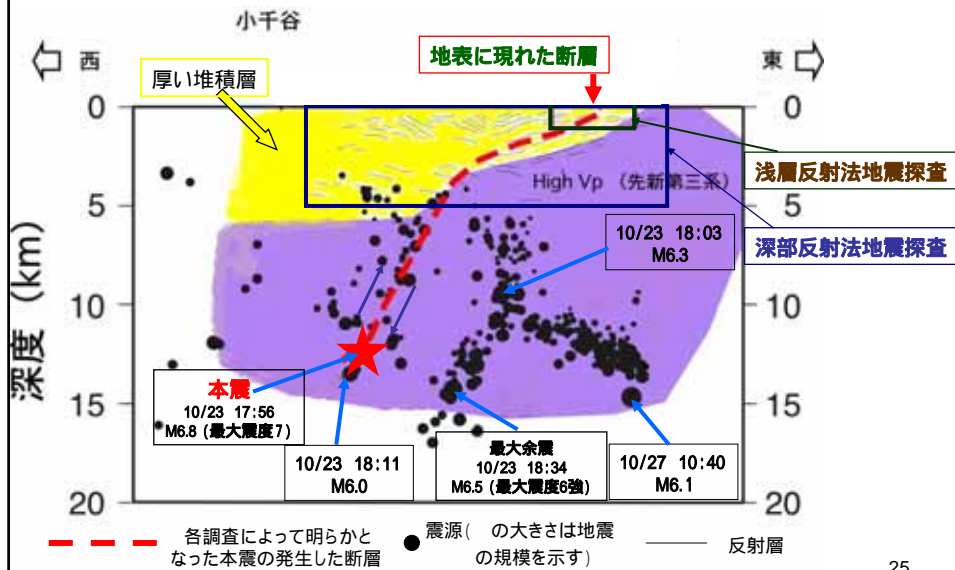 小千谷
西
東
地表に現れた断層
厚い堆積層
0
5
10
15
20
深度 (km)
0
5
10
15
20
High Vp (先新第三系)
浅層反射法地震探査
深部反射法地震探査
10/23 18:03
M6.3
本震
10/23 17:56
M6.8 (最大震度7)
10/23 18:11
M6.0
最大余震
10/23 18:34
M6.5 (最大震度6強)
10/27 10:40
M6.1
各調査によって明らかと
なった本震の発生した断層
震源( の大きさは地震
の規模を示す)
反射層
25